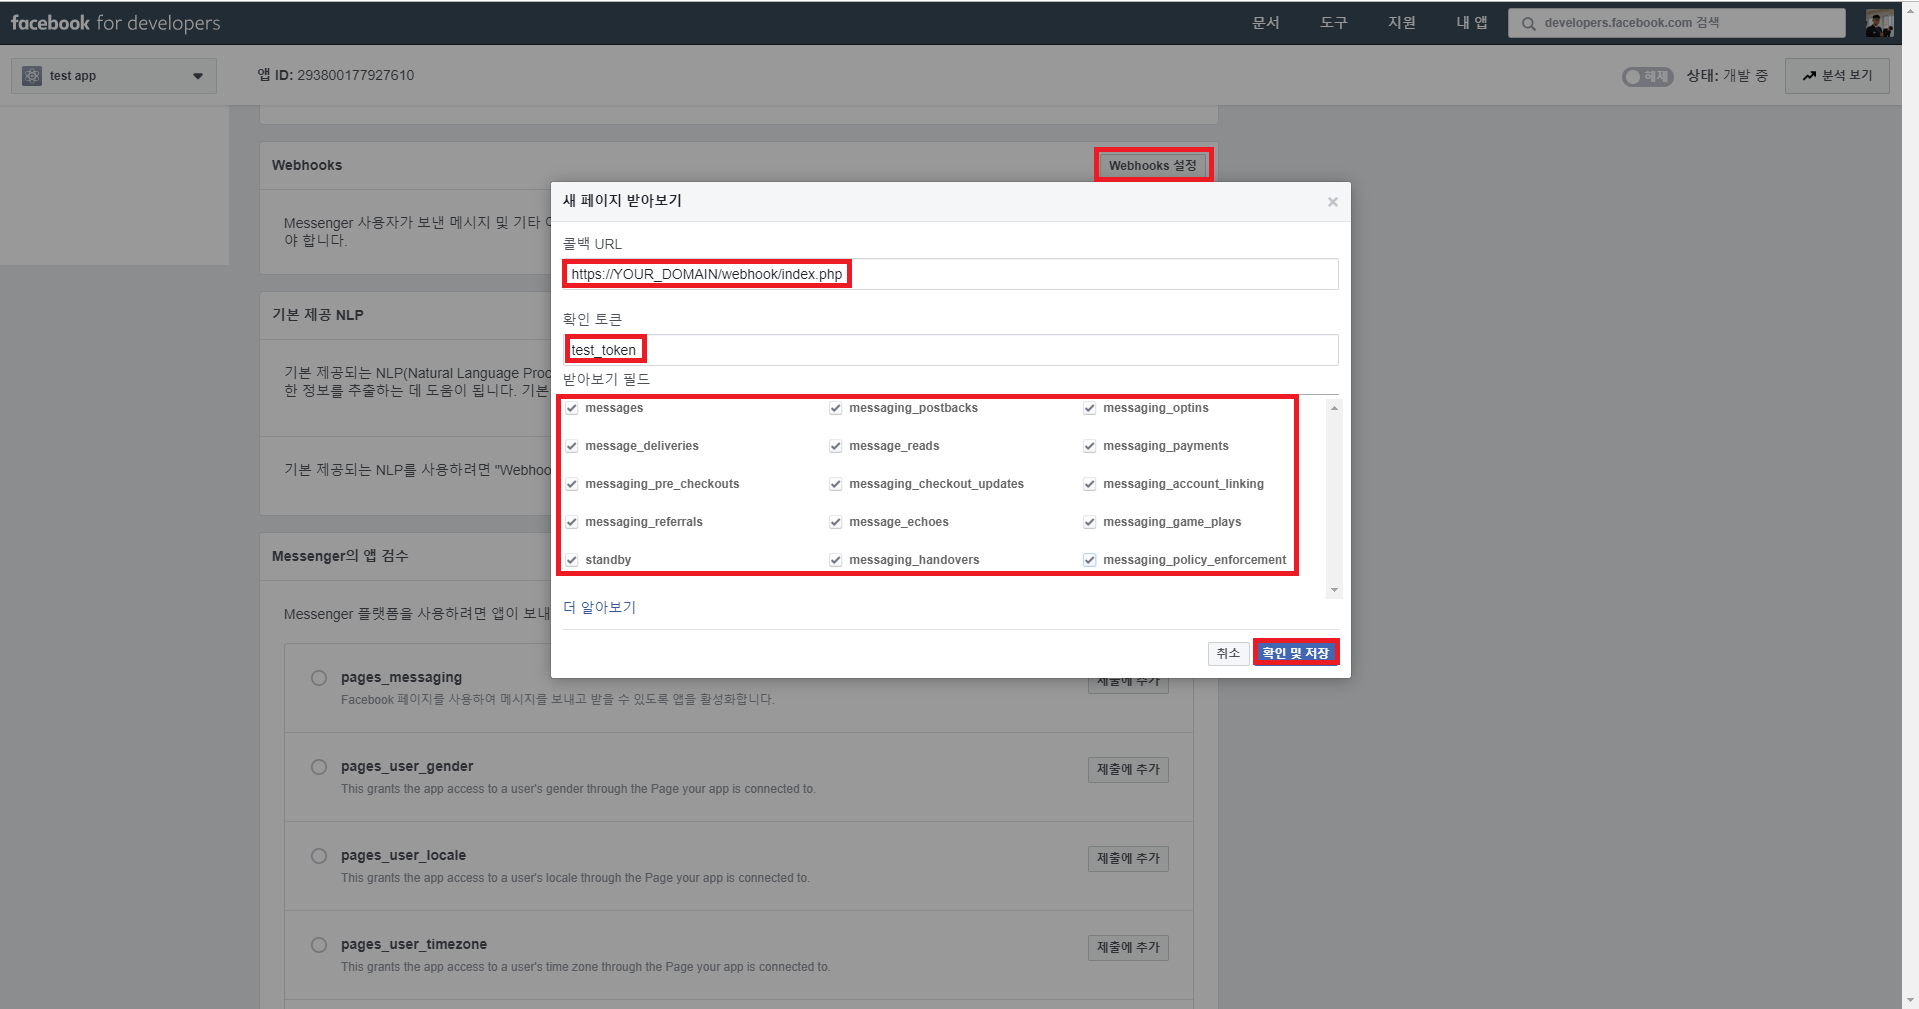 facebook for developers
문서 도구 지원 내 앱 developers.facebook.com 검색
test app 앱 ID: 293800177927610 해제 상태: 개발 중 분석 보기
Webhooks Webhooks 설정
Messenger 사용자가 보낸 메시지 및 기타
야 합니다.
기본 제공 NLP
기본 제공되는 NLP(Natural Language Proc
한 정보를 추출하는 데 도움이 됩니다. 기본
기본 제공되는 NLP를 사용하려면 "Webhoo
Messenger의 앱 검수
Messenger 플랫폼을 사용하려면 앱이 보내
새 페이지 받아보기 ×
콜백 URL
https://YOUR_DOMAIN/webhook/index.php
확인 토큰
test_token
받아보기 필드
messages messaging_postbacks messaging_optins
message_deliveries message_reads messaging_payments
messaging_pre_checkouts messaging_checkout_updates messaging_account_linking
messaging_referrals message_echoes messaging_game_plays
standby messaging_handovers messaging_policy_enforcement
더 알아보기
취소 확인 및 저장
pages_messaging 제출에 추가
Facebook 페이지를 사용하여 메시지를 보내고 받을 수 있도록 앱을 활성화합니다.
pages_user_gender 제출에 추가
This grants the app access to a user's gender through the Page your app is connected to.
pages_user_locale 제출에 추가
This grants the app access to a user's locale through the Page your app is connected to.
pages_user_timezone 제출에 추가
This grants the app access to a user's time zone through the Page your app is connected to.